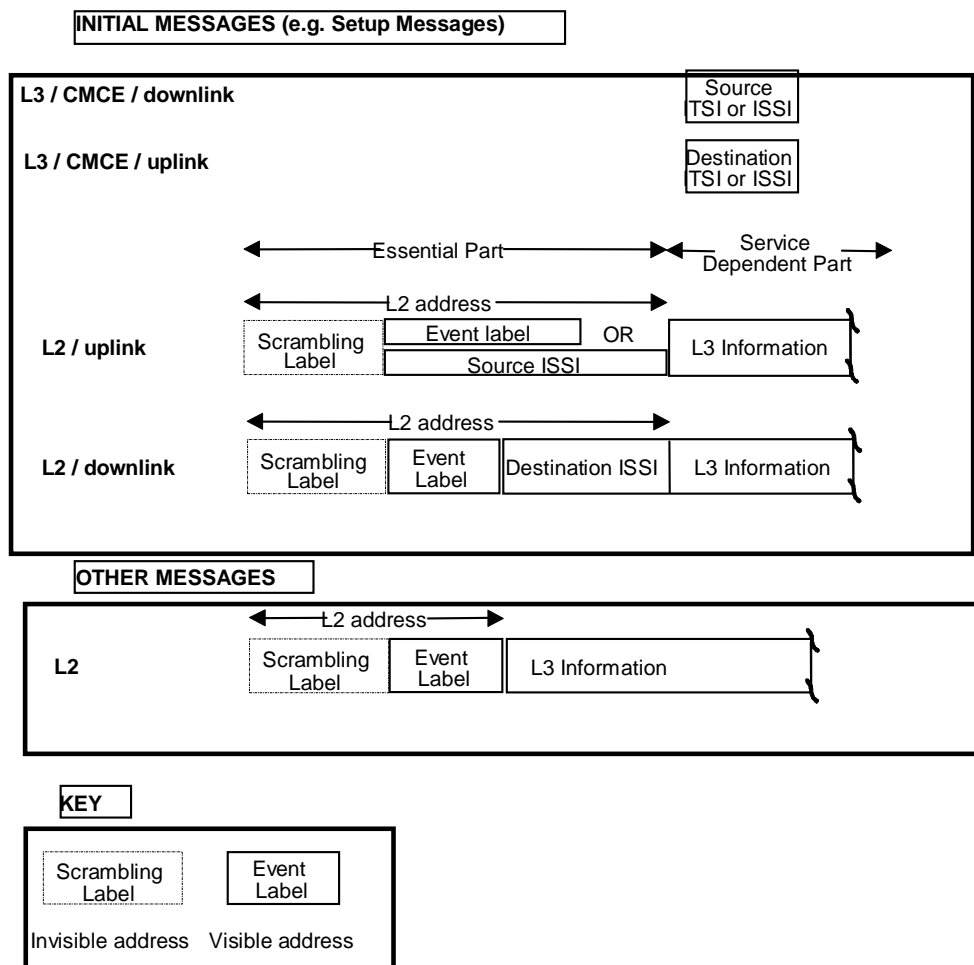 INITIAL MESSAGES (e.g. Setup Messages)
L3 / CMCE / downlink
Source
ITSI or ISSI
L3 / CMCE / uplink
Destination
ITSI or ISSI
Essential Part
Service
Dependent Part
L2 address
L2 / uplink
Scrambling
Label
Event label
OR
Source ISSI
L3 Information
L2 address
L2 / downlink
Scrambling
Label
Event
Label
Destination ISSI
L3 Information
OTHER MESSAGES
L2 address
L2
Scrambling
Label
Event
Label
L3 Information
KEY
Scrambling
Label
Event
Label
Invisible address
Visible address